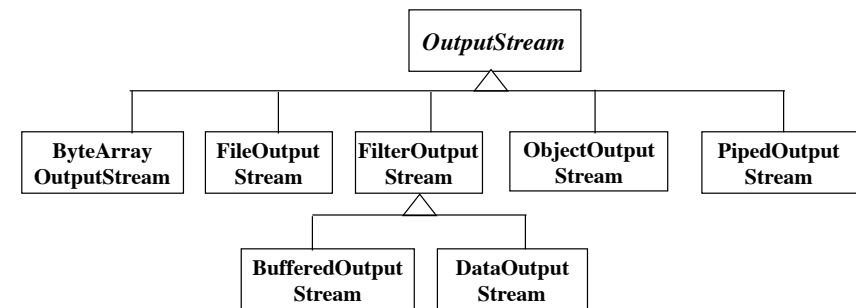 OutputStream
ByteArray
OutputStream
FileOutput
Stream
FilterOutput
Stream
ObjectOutput
Stream
PipedOutput
Stream
BufferedOutput
Stream
DataOutput
Stream